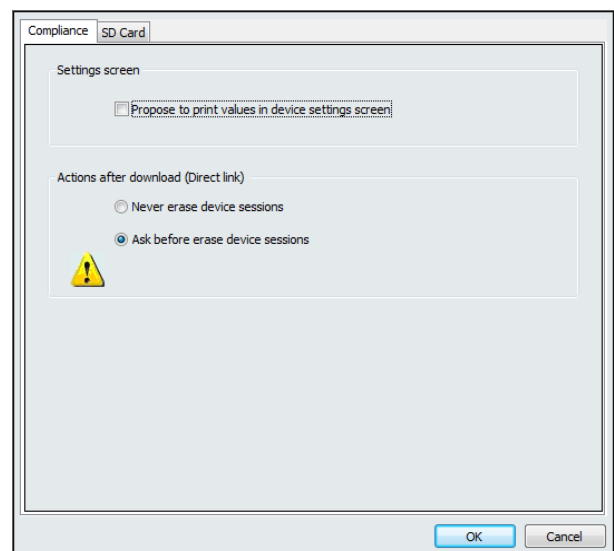 Compliance
SD Card
Settings screen
Propose to print values in device settings screen
Actions after download (Direct link)
Never erase device sessions
Ask before erase device sessions
OK
Cancel